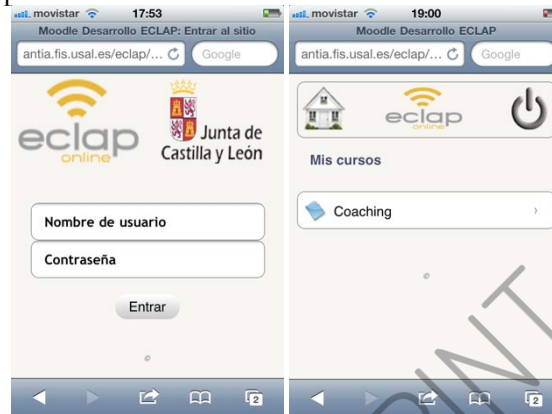 movistar 17:53
Moodle Desarrollo ECLAP: Entrar al sitio
antia.fis.usal.es/eclap/... Google
eclap
online
Junta de
Castilla y León
Nombre de usuario
Contraseña
Entrar
©
2
movistar 19:00
Moodle Desarrollo ECLAP
antia.fis.usal.es/eclap/... Google
eclap
online
Mis cursos
Coaching
©
2